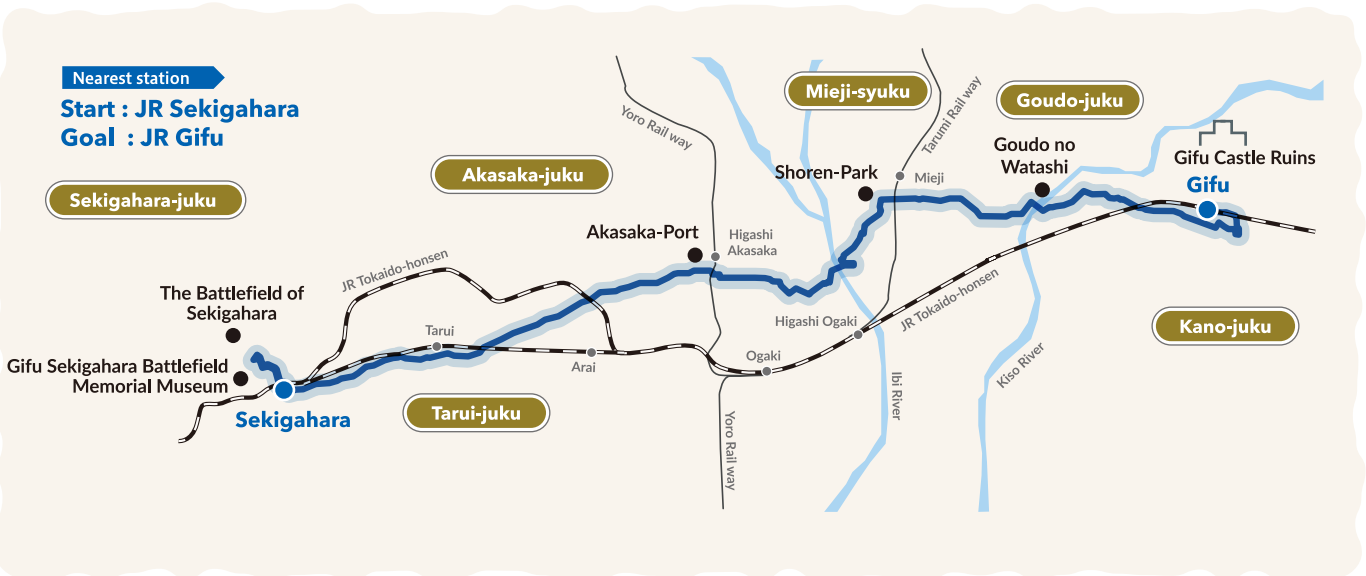 Nearest station
Start : JR Sekigahara
Goal : JR Gifu
Sekigahara-juku
Akasaka-juku
Mieji-syuku
Goudo-juku
Kano-juku
Tarui-juku
Yoro Rail way
Tarumi Rail way
Goudo no
Watashi
Gifu Castle Ruins
Gifu
Shoren-Park
Mieji
Akasaka-Port
Higashi
Akasaka
JR Tokaido-honsen
The Battlefield of
Sekigahara
Gifu Sekigahara Battlefield
Memorial Museum
Sekigahara
Tarui
Arai
Ogaki
Higashi Ogaki
JR Tokaido-honsen
Yoro Rail way
Ibi River
Kiso River